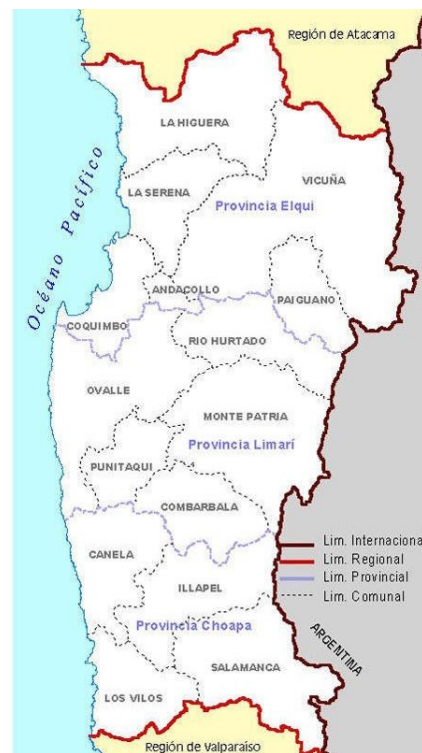 Región de Atacama
LA HIGUERA
VICUÑA
LA SERENA
Provincia Elqui
Océano Pacífico
ANDACOLLO
PAIGUANO
COQUIMBO
RIO HURTADO
OVALLE
MONTE PATRIA
Provincia Limarí
PUNITAQUI
COMBARBALA
CANELA
Lim. Internaciona
Lim. Regional
Lim. Provincial
Lim. Comunal
ILLAPEL
Provincia Choapa
ARGENTINA
SALAMANCA
LOS VILOS
Región de Valparaíso